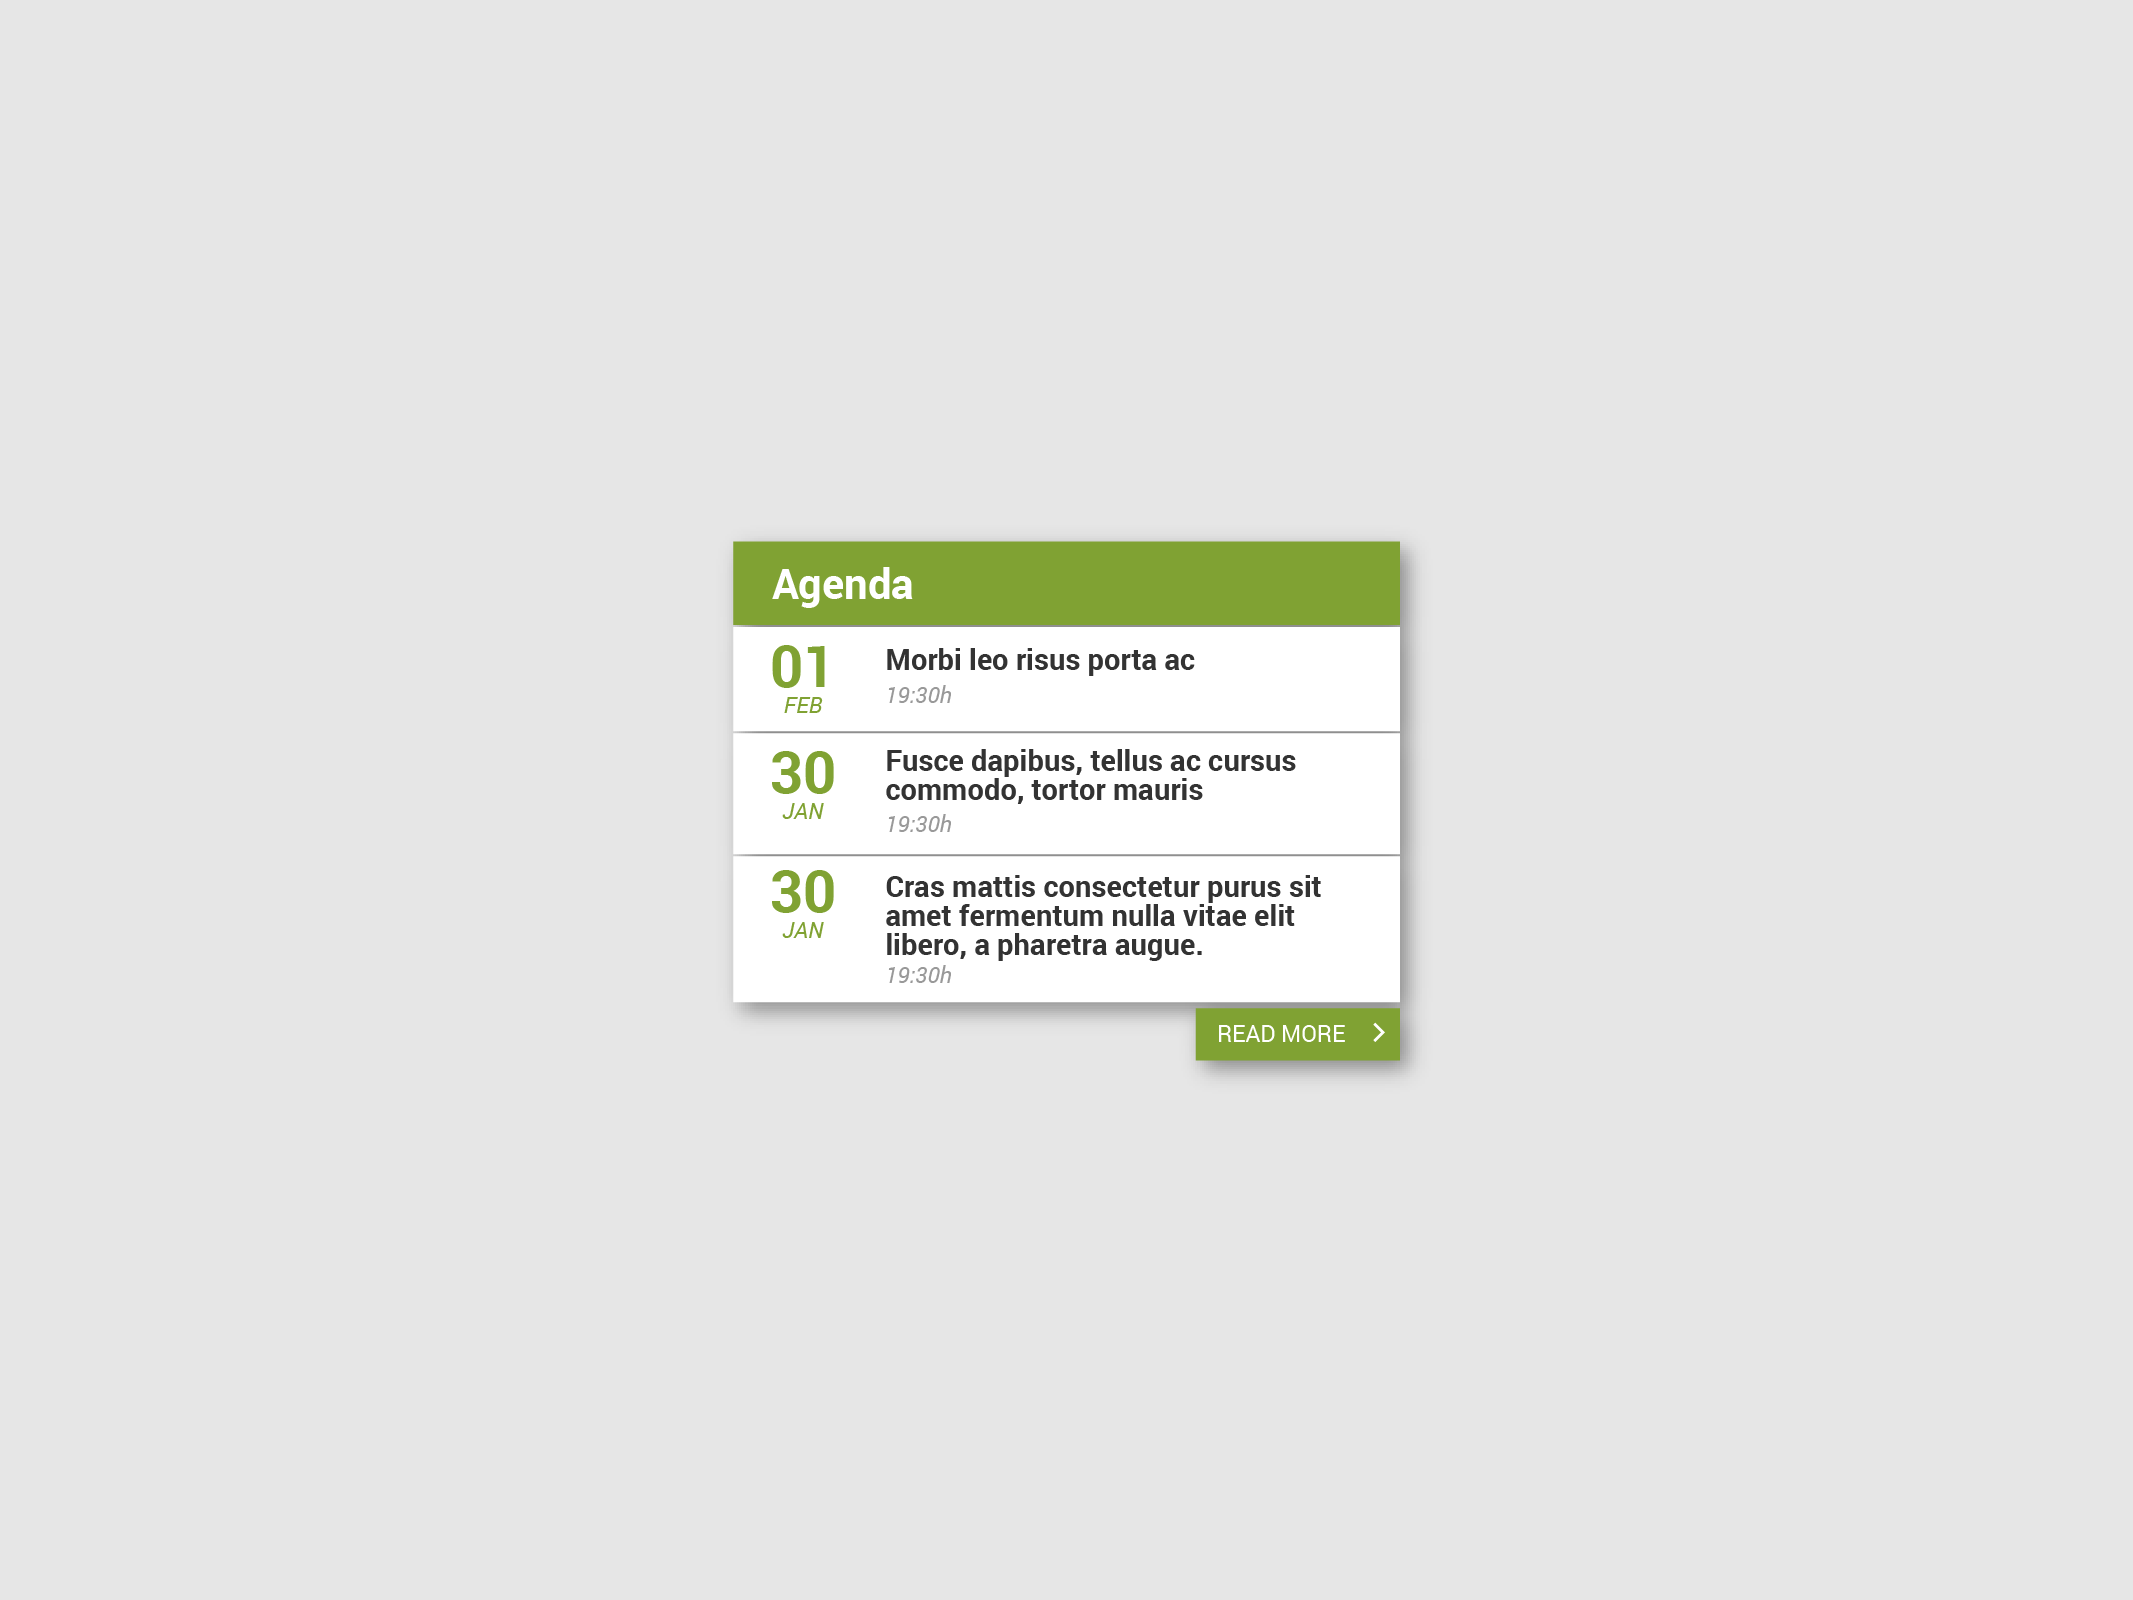 Agenda
01
FEB
Morbi leo risus porta ac
19:30h
30
JAN
Fusce dapibus, tellus ac cursus
commodo, tortor mauris
19:30h
30
JAN
Cras mattis consectetur purus sit
amet fermentum nulla vitae elit
libero, a pharetra augue.
19:30h
READ MORE